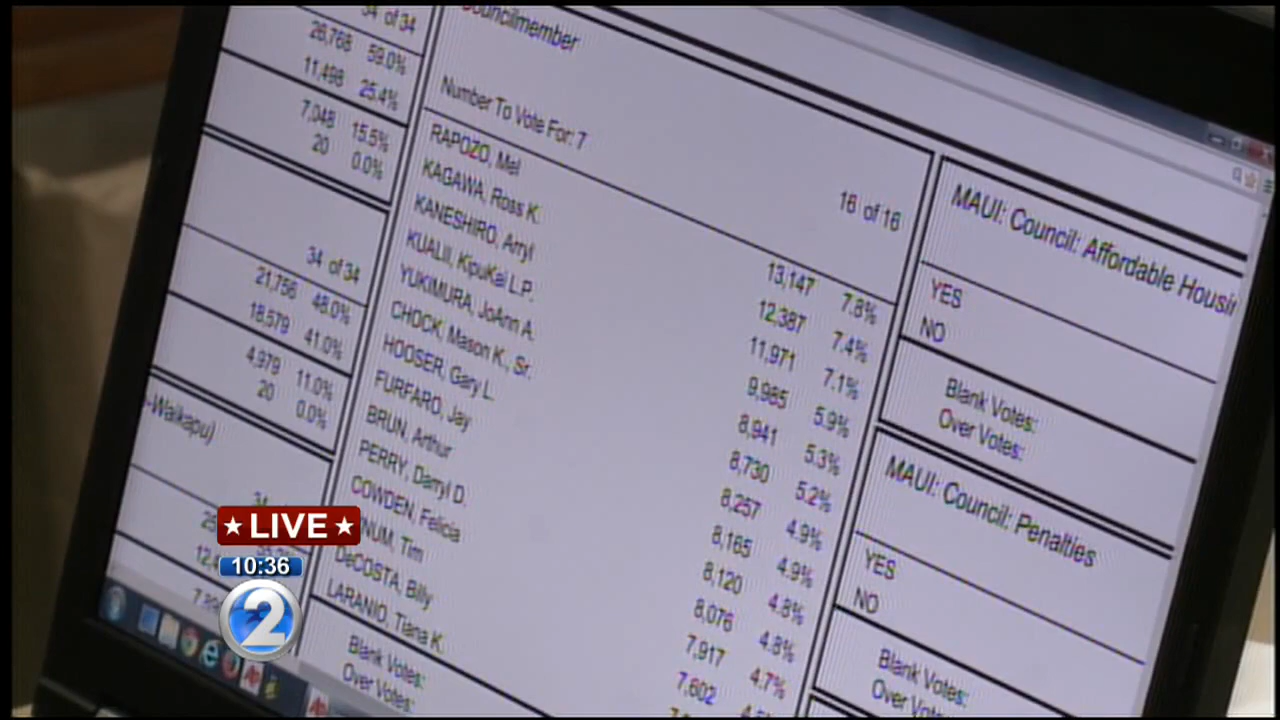 34 of 34
26,768 59.0%
11,498 25.4%
7,048 15.5%
20 0.0%
34 of 34
21,756 48.0%
18,579 41.0%
4,979 11.0%
20 0.0%
-Waikapu)
34
Councilmember
Number To Vote For: 7
16 of 16
RAPOZO, Mel 13,147 7.8%
KAGAWA, Ross K. 12,387 7.4%
KANESHIRO, Arryl 11,971 7.1%
KUALII, KipuKai L.P. 9,985 5.9%
YUKIMURA, JoAnn A. 8,941 5.3%
CHOCK, Mason K., Sr. 8,730 5.2%
HOOSER, Gary L. 8,257 4.9%
FURFARO, Jay 8,165 4.9%
BRUN, Arthur 8,120 4.8%
PERRY, Darryl D. 8,076 4.8%
COWDEN, Felicia 7,917 4.7%
NUM, Tim 7,602
DeCOSTA, Billy
LARANIO, Tiana K.
Blank Votes:
Over Votes:
MAUI: Council: Affordable Housin
YES
NO
Blank Votes:
Over Votes:
MAUI: Council: Penalties
YES
NO
Blank Votes:
Over Votes:
LIVE
10:36
2